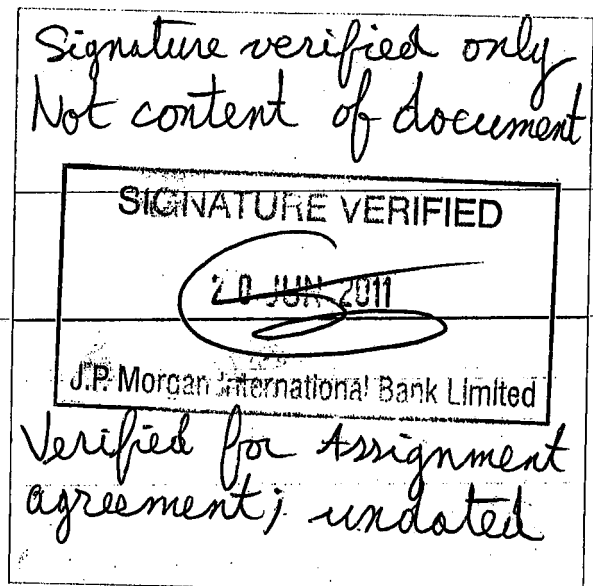 Signature verified only
Not content of document
SIGNATURE VERIFIED
20 JUN 2011
J.P. Morgan International Bank Limited
Verified for Assignment
agreement; undated